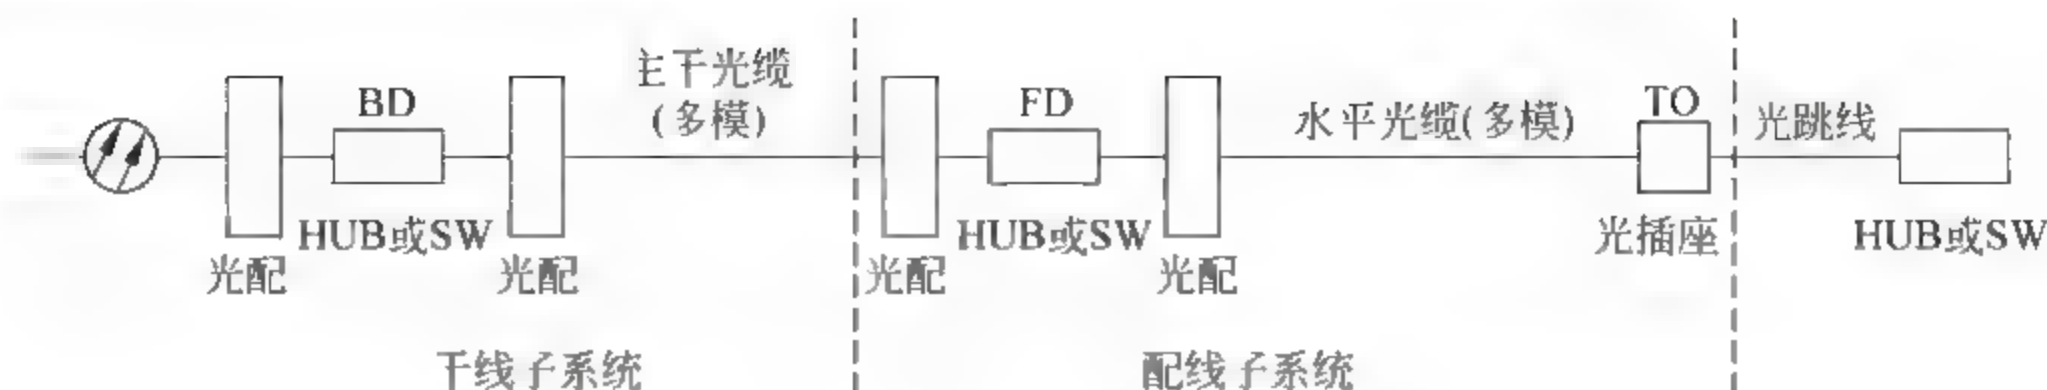 主干光缆
(多模)
BD
FD
水平光缆(多模)
TO
光跳线
HUB或SW
HUB或SW
光插座
HUB或SW
光配
光配
光配
光配
干线子系统
配线子系统